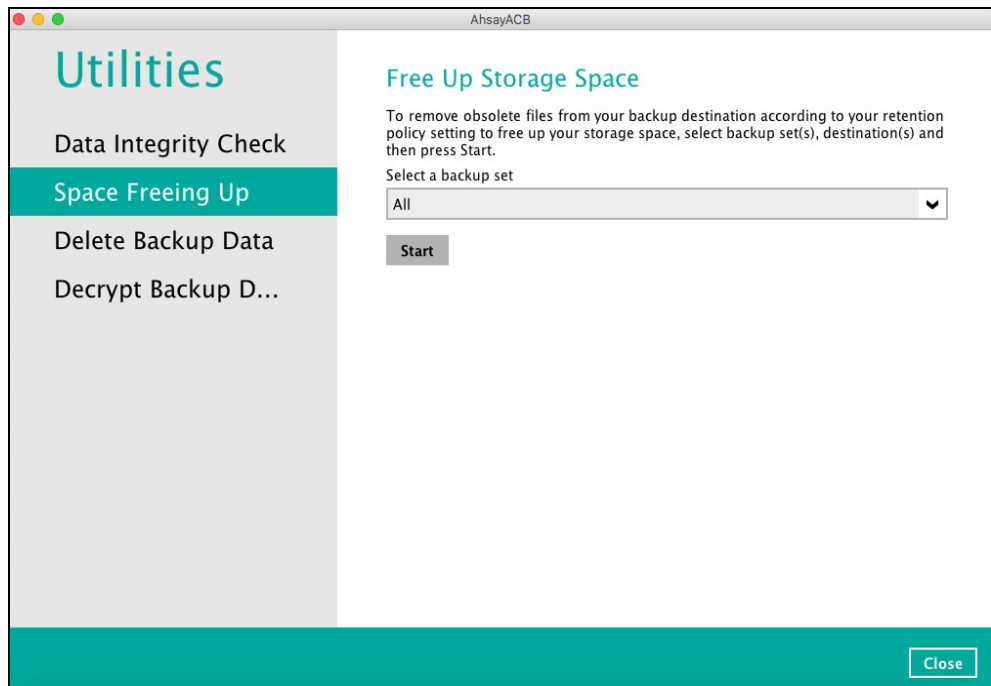 AhsayACB
Utilities
Data Integrity Check
Space Freeing Up
Delete Backup Data
Decrypt Backup D...
Free Up Storage Space
To remove obsolete files from your backup destination according to your retention
policy setting to free up your storage space, select backup set(s), destination(s) and
then press Start.
Select a backup set
All
Start
Close